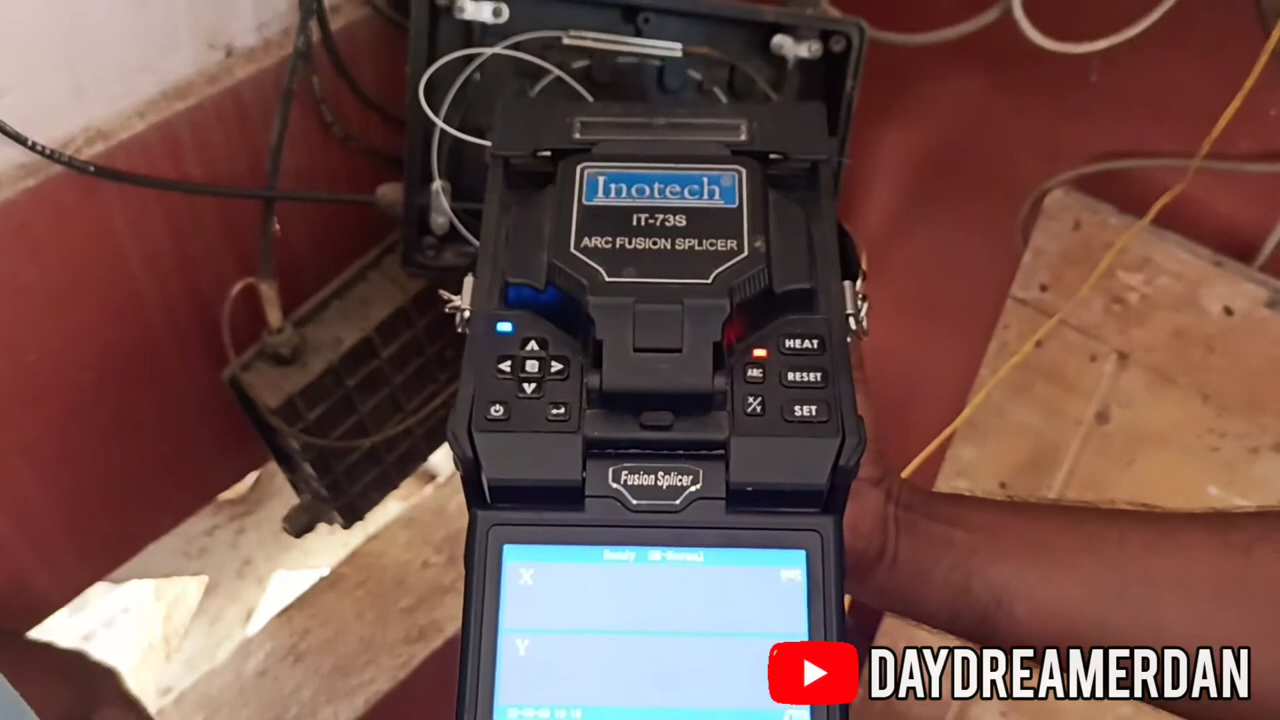 Inotech®
IT-73S
ARC FUSION SPLICER
HEAT
ARC
RESET
X/Y
SET
Fusion Splicer
Ready
X
Y
DAYDREAMERDAN